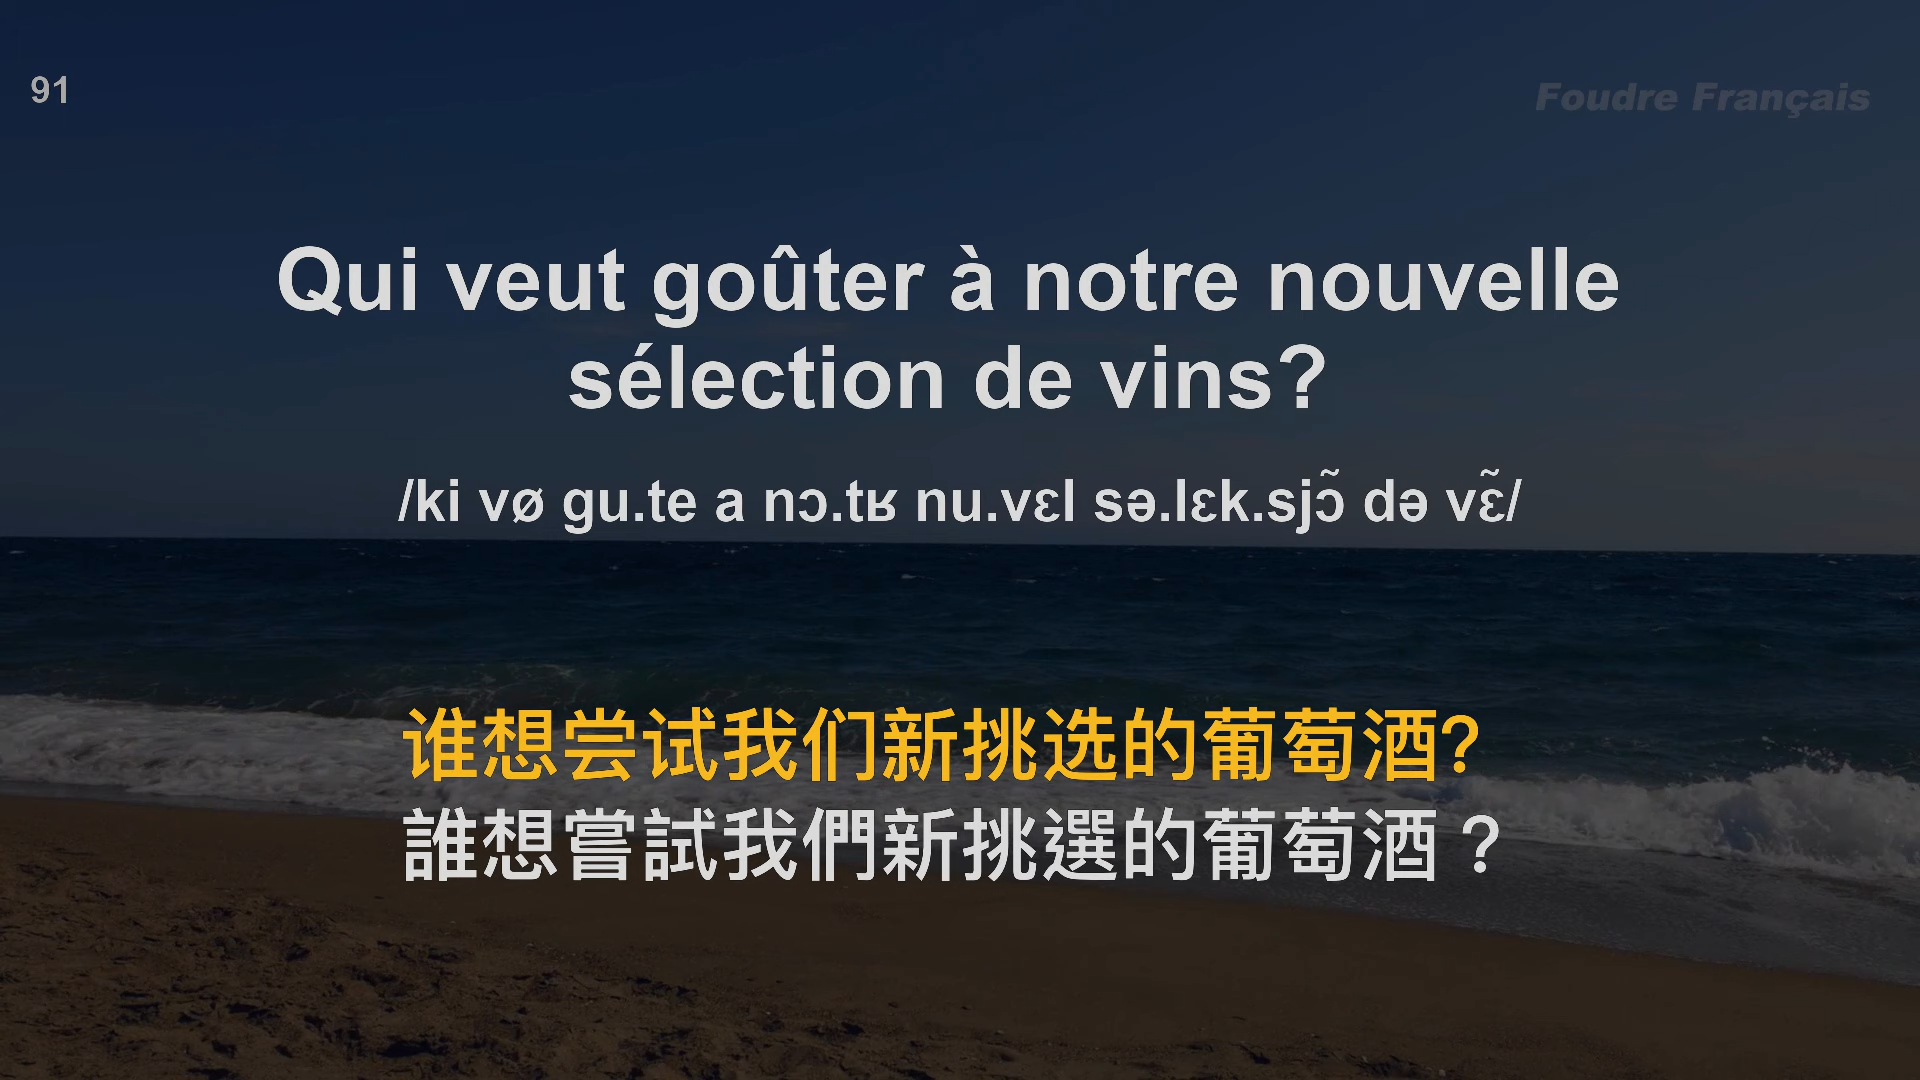 91
Foudre Français
Qui veut goûter à notre nouvelle
sélection de vins?
/ki vø gu.te a nɔ.tʁ nu.vɛl sə.lɛk.sjɔ̃ də vɛ̃/
谁想尝试我们新挑选的葡萄酒?
誰想嘗試我們新挑選的葡萄酒？